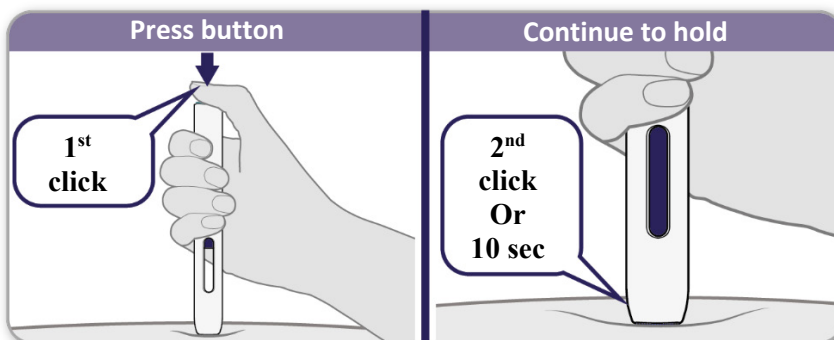 Press button
1st
click
Continue to hold
2nd
click
Or
10 sec